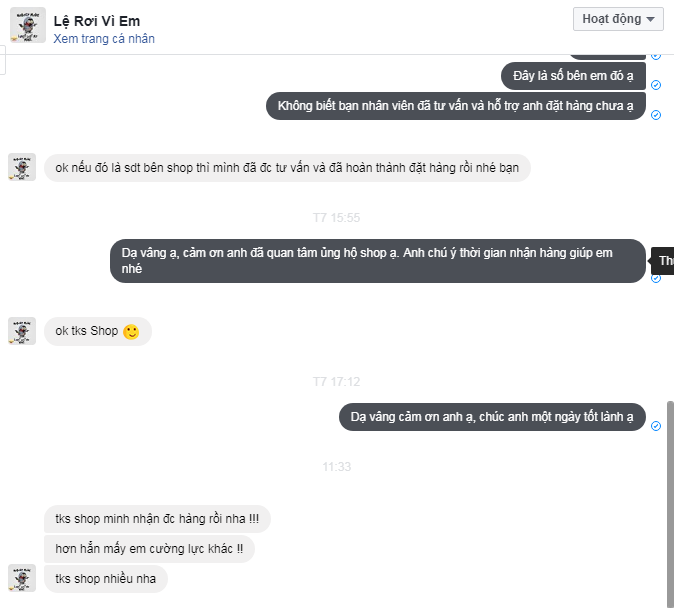 Lệ Rơi Vì Em
Xem trang cá nhân
Hoạt động
Đây là số bên em đó ạ
Không biết bạn nhân viên đã tư vấn và hỗ trợ anh đặt hàng chưa ạ
ok nếu đó là sdt bên shop thì mình đã đc tư vấn và đã hoàn thành đặt hàng rồi nhé bạn
T7 15:55
Dạ vâng ạ, cảm ơn anh đã quan tâm ủng hộ shop ạ. Anh chú ý thời gian nhận hàng giúp em
nhé
ok tks Shop 🙂
T7 17:12
Dạ vâng cảm ơn anh ạ, chúc anh một ngày tốt lành ạ
11:33
tks shop minh nhận đc hàng rồi nha !!!
hơn hẳn mấy em cường lực khác !!
tks shop nhiều nha